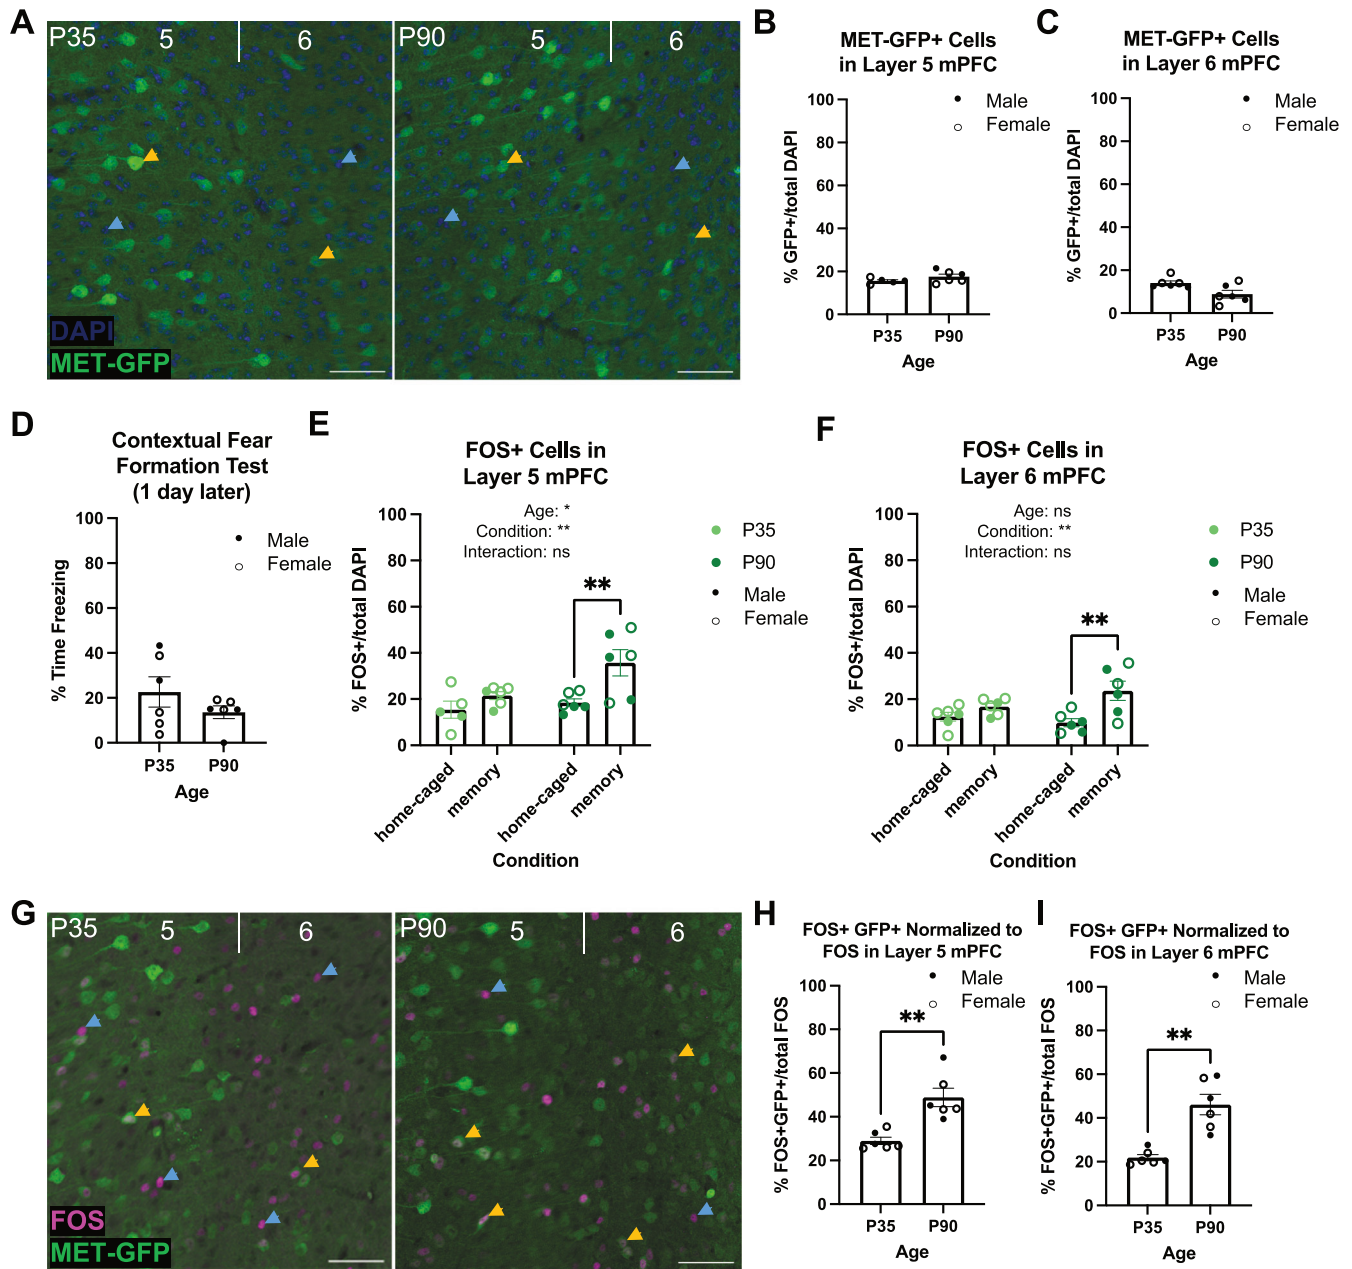 A
P35 5 6
P90 5 6
DAPI
MET-GFP
B
MET-GFP+ Cells
in Layer 5 mPFC
Male
Female
% GFP+/total DAPI
100
80
60
40
20
0
P35 P90
Age
C
MET-GFP+ Cells
in Layer 6 mPFC
Male
Female
% GFP+/total DAPI
100
80
60
40
20
0
P35 P90
Age
D
Contextual Fear
Formation Test
(1 day later)
Male
Female
% Time Freezing
100
80
60
40
20
0
P35 P90
Age
E
FOS+ Cells in
Layer 5 mPFC
Age: *
Condition: **
Interaction: ns
P35
P90
Male
Female
**
% FOS+/total DAPI
100
80
60
40
20
0
home-caged memory home-caged memory
Condition
F
FOS+ Cells in
Layer 6 mPFC
Age: ns
Condition: **
Interaction: ns
P35
P90
Male
Female
**
% FOS+/total DAPI
100
80
60
40
20
0
home-caged memory home-caged memory
Condition
G
P35 5 6
P90 5 6
FOS
MET-GFP
H
FOS+ GFP+ Normalized to
FOS in Layer 5 mPFC
Male
Female
**
% FOS+GFP+/total FOS
100
80
60
40
20
0
P35 P90
Age
I
FOS+ GFP+ Normalized to
FOS in Layer 6 mPFC
Male
Female
**
% FOS+GFP+/total FOS
100
80
60
40
20
0
P35 P90
Age